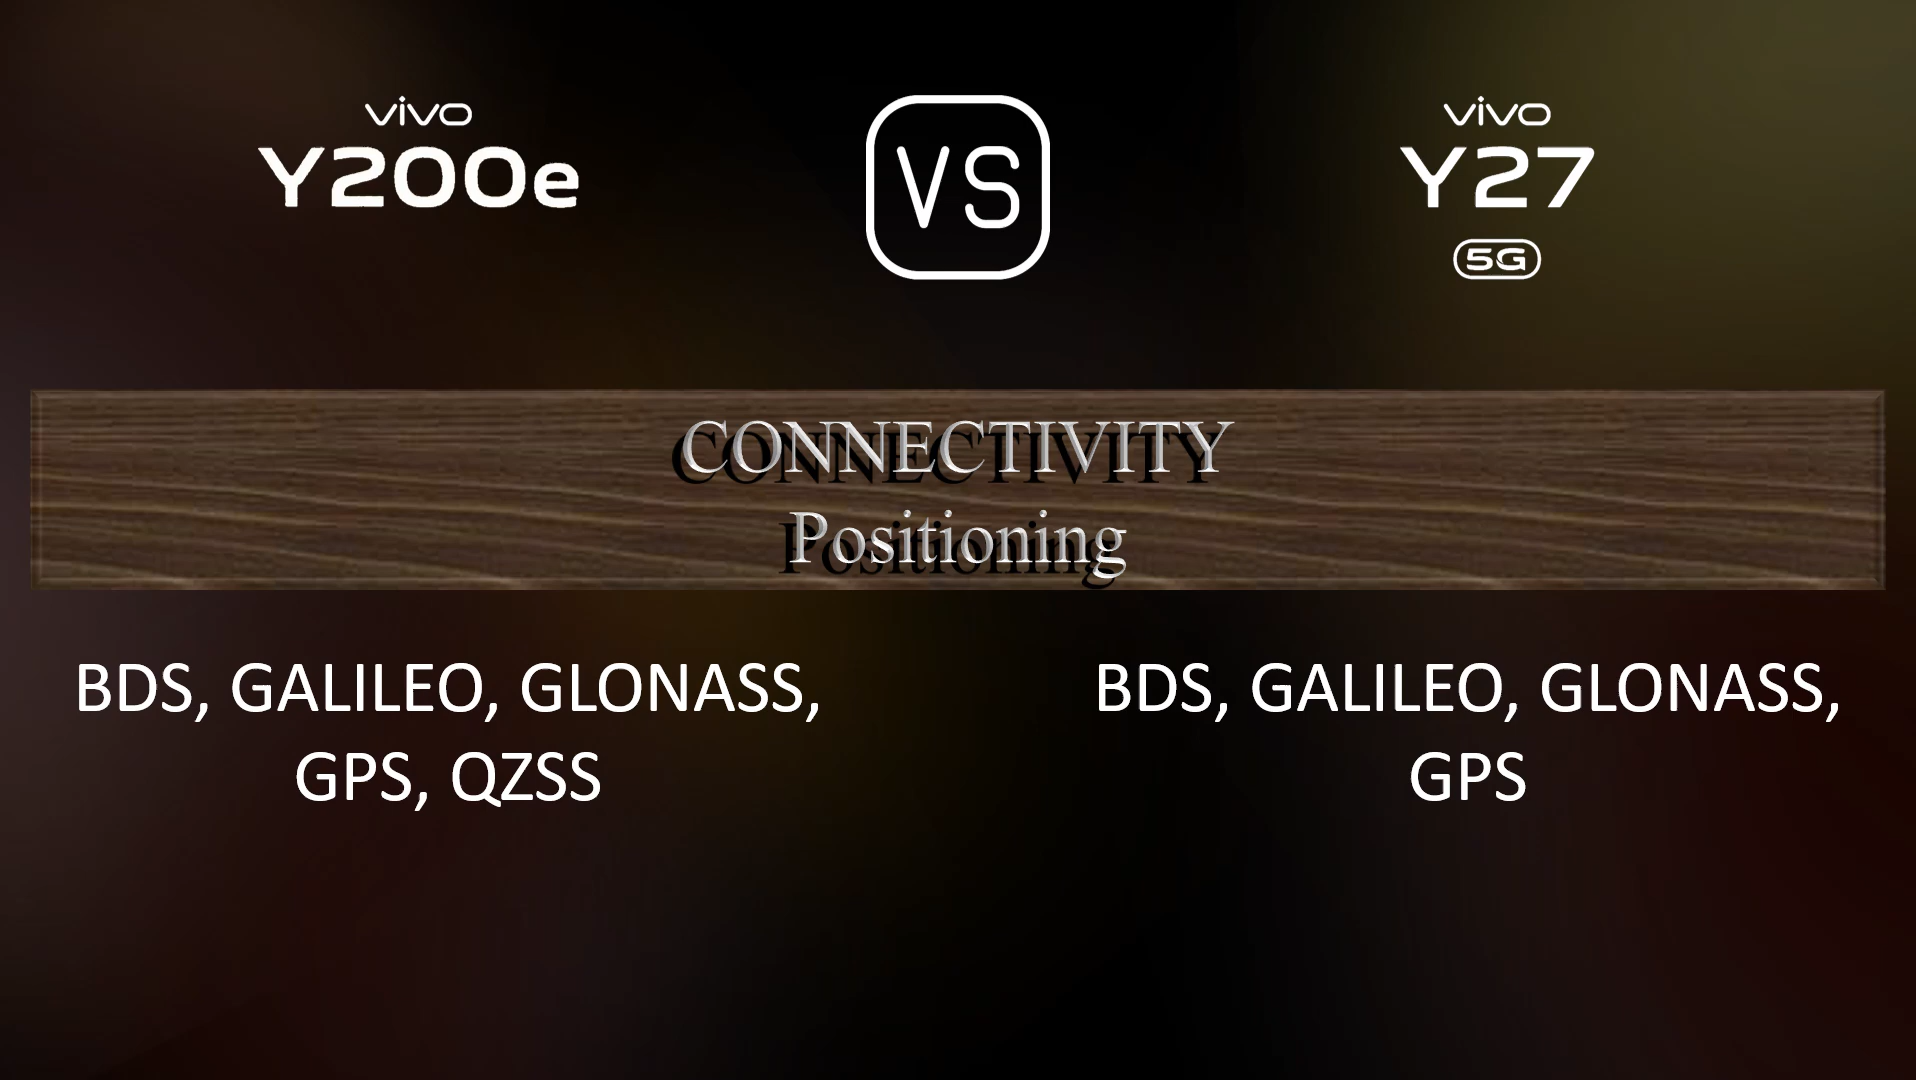 vivo
Y200e
VS
vivo
Y27
5G
CONNECTIVITY
Positioning
BDS, GALILEO, GLONASS,
GPS, QZSS
BDS, GALILEO, GLONASS,
GPS